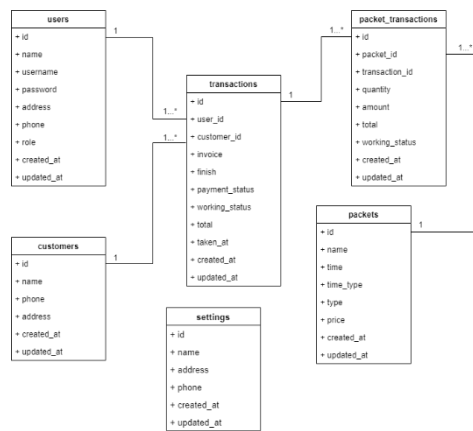 users
+ id
+ name
+ username
+ password
+ address
+ phone
+ role
+ created_at
+ updated_at
1
1...*
customers
+ id
+ name
+ phone
+ address
+ created_at
+ updated_at
1
1...*
transactions
+ id
+ user_id
+ customer_id
+ invoice
+ finish
+ payment_status
+ working_status
+ total
+ taken_at
+ created_at
+ updated_at
1
1...*
settings
+ id
+ name
+ address
+ phone
+ created_at
+ updated_at
packet_transactions
+ id
+ packet_id
+ transaction_id
+ quantity
+ amount
+ total
+ working_status
+ created_at
+ updated_at
1...*
packets
+ id
+ name
+ time
+ time_type
+ type
+ price
+ created_at
+ updated_at
1